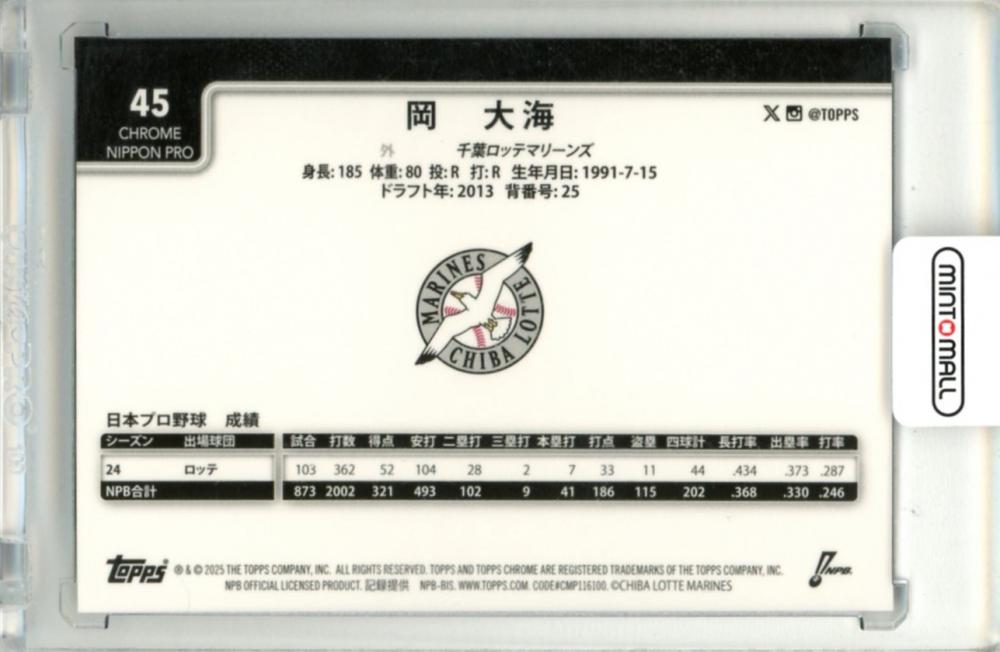 45
CHROME
NIPPON PRO
岡 大海
@TOPPS
外 千葉ロッテマリーンズ
身長: 185 体重: 80 投: R 打: R 生年月日: 1991-7-15
ドラフト年: 2013 背番号: 25
MARINES
CHIBA LOTTE
MINTOMALL
日本プロ野球 成績
シーズン 出場球団 試合 打数 得点 安打 二塁打 三塁打 本塁打 打点 盗塁 四球計 長打率 出塁率 打率
24 ロッテ 103 362 52 104 28 2 7 33 11 44 .434 .373 .287
NPB合計 873 2002 321 493 102 9 41 186 115 202 .368 .330 .246
topps® ® & © 2025 THE TOPPS COMPANY, INC. ALL RIGHTS RESERVED. TOPPS AND TOPPS CHROME ARE REGISTERED TRADEMARKS OF THE TOPPS COMPANY, INC.
NPB OFFICIAL LICENSED PRODUCT. 記録提供 NPB-BIS. WWW.TOPPS.COM. CODE#CMP116100. ©CHIBA LOTTE MARINES
NPB.